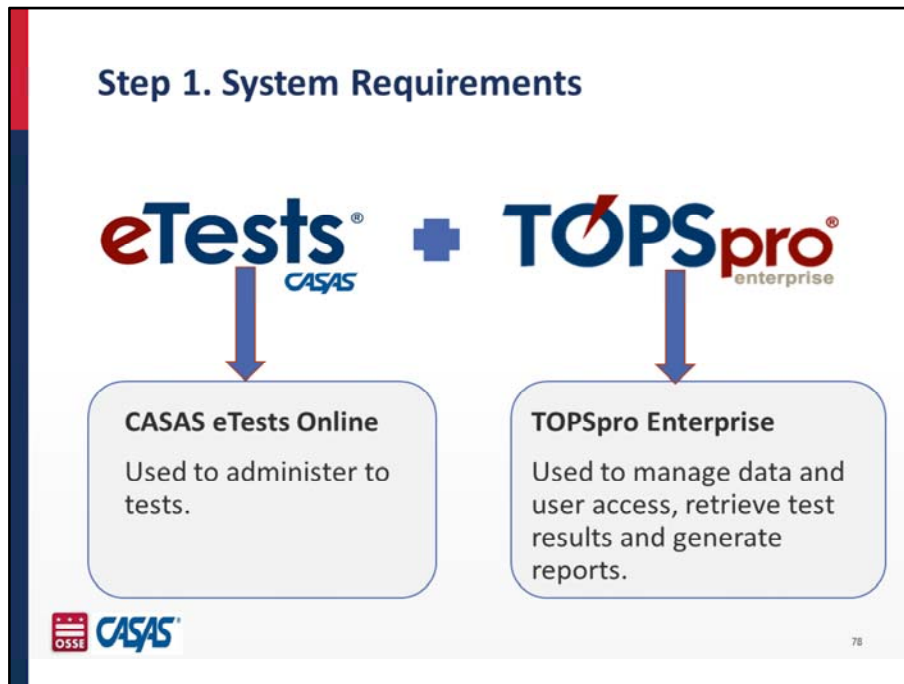 Step 1. System Requirements
eTests®
CASAS
TOPSpro®
enterprise
CASAS eTests Online
Used to administer to
tests.
TOPSpro Enterprise
Used to manage data and
user access, retrieve test
results and generate
reports.
OSSE
CASAS
78